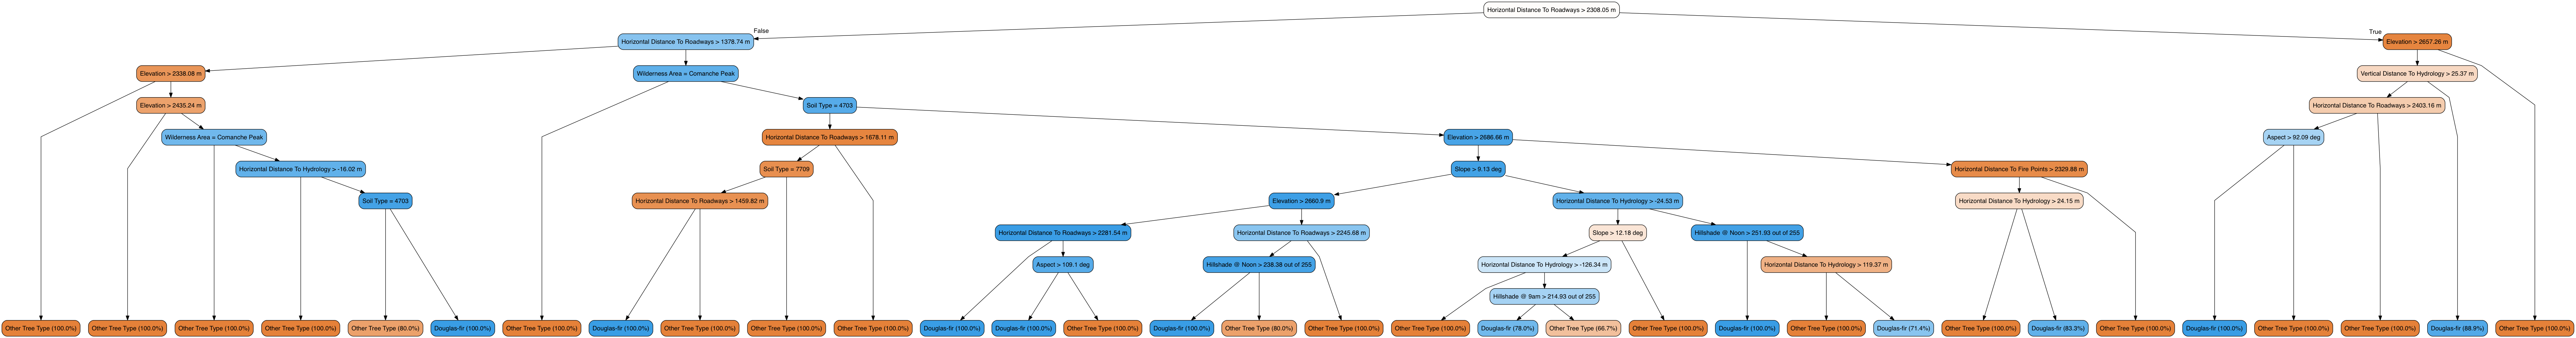 Horizontal Distance To Roadways > 2308.05 m
False
True
Horizontal Distance To Roadways > 1378.74 m
Elevation > 2657.26 m
Elevation > 2338.08 m
Wilderness Area = Comanche Peak
Vertical Distance To Hydrology > 25.37 m
Elevation > 2435.24 m
Soil Type = 4703
Horizontal Distance To Roadways > 2403.16 m
Wilderness Area = Comanche Peak
Horizontal Distance To Roadways > 1678.11 m
Elevation > 2686.66 m
Aspect > 92.09 deg
Horizontal Distance To Hydrology > -16.02 m
Soil Type = 7709
Slope > 9.13 deg
Horizontal Distance To Fire Points > 2329.88 m
Soil Type = 4703
Horizontal Distance To Roadways > 1459.82 m
Elevation > 2660.9 m
Horizontal Distance To Hydrology > -24.53 m
Horizontal Distance To Hydrology > 24.15 m
Horizontal Distance To Roadways > 2281.54 m
Horizontal Distance To Roadways > 2245.68 m
Slope > 12.18 deg
Hillshade @ Noon > 251.93 out of 255
Aspect > 109.1 deg
Hillshade @ Noon > 238.38 out of 255
Horizontal Distance To Hydrology > -126.34 m
Horizontal Distance To Hydrology > 119.37 m
Hillshade @ 9am > 214.93 out of 255
Other Tree Type (100.0%)
Other Tree Type (100.0%)
Other Tree Type (100.0%)
Other Tree Type (100.0%)
Other Tree Type (80.0%)
Douglas-fir (100.0%)
Other Tree Type (100.0%)
Douglas-fir (100.0%)
Other Tree Type (100.0%)
Other Tree Type (100.0%)
Other Tree Type (100.0%)
Douglas-fir (100.0%)
Douglas-fir (100.0%)
Other Tree Type (100.0%)
Douglas-fir (100.0%)
Other Tree Type (80.0%)
Other Tree Type (100.0%)
Other Tree Type (100.0%)
Douglas-fir (78.0%)
Other Tree Type (66.7%)
Other Tree Type (100.0%)
Douglas-fir (100.0%)
Other Tree Type (100.0%)
Douglas-fir (71.4%)
Other Tree Type (100.0%)
Douglas-fir (83.3%)
Other Tree Type (100.0%)
Douglas-fir (100.0%)
Other Tree Type (100.0%)
Other Tree Type (100.0%)
Douglas-fir (88.9%)
Other Tree Type (100.0%)